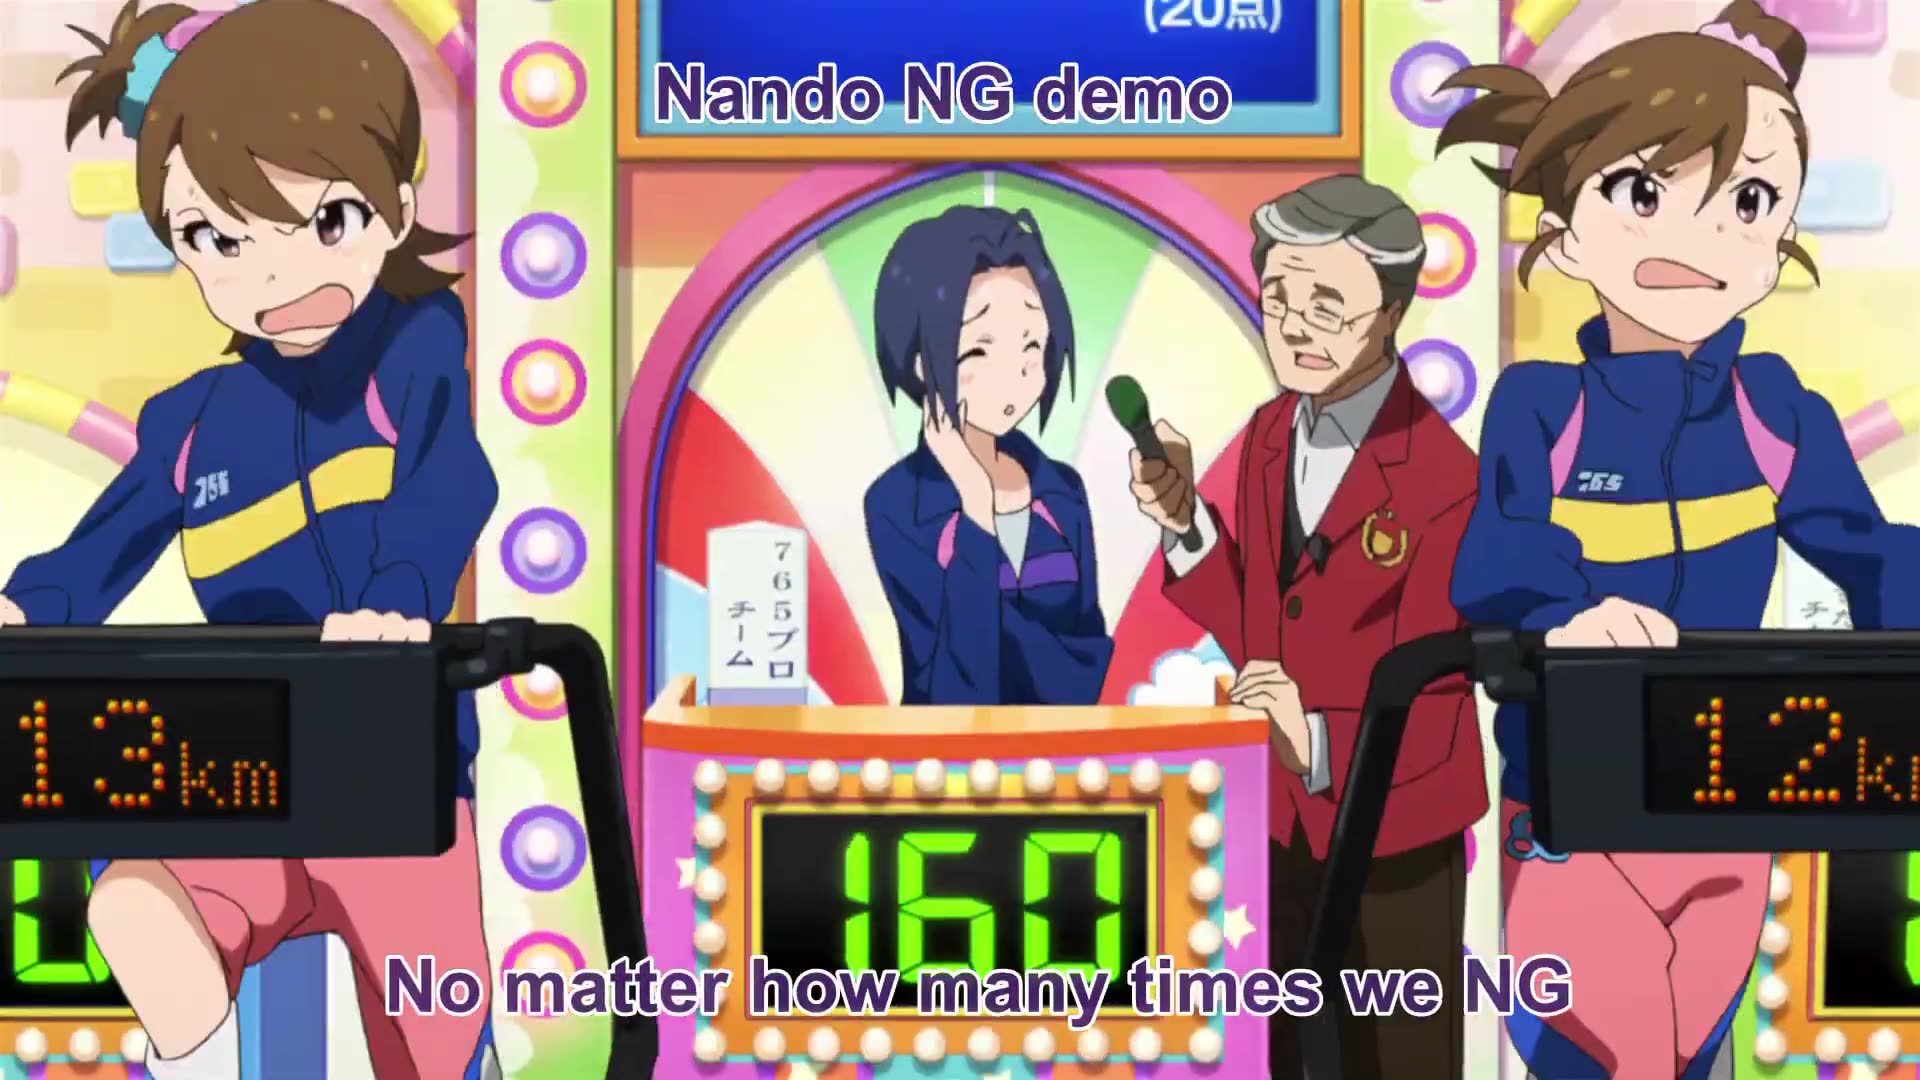 (20点)
Nando NG demo
765
765
765プロ
チーム
13km
12k
160
No matter how many times we NG